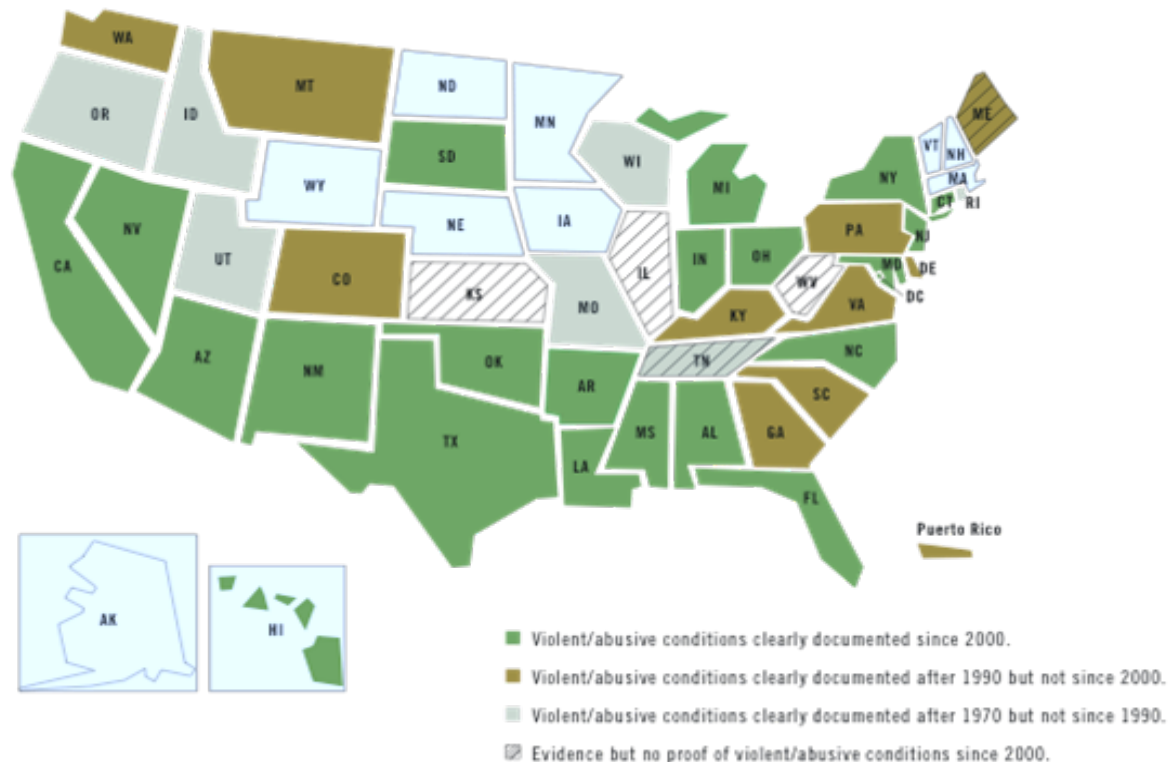 WA
MT
ND
MN
ME
OR
ID
SD
WI
MI
VT
NH
NY
MA
WY
CT
RI
NV
NE
IA
PA
NJ
CA
UT
CO
KS
IL
IN
OH
WV
MD
DE
DC
MO
KY
VA
AZ
NM
OK
TN
NC
AR
SC
TX
MS
AL
GA
LA
FL
Puerto Rico
AK
HI
Violent/abusive conditions clearly documented since 2000.
Violent/abusive conditions clearly documented after 1990 but not since 2000.
Violent/abusive conditions clearly documented after 1970 but not since 1990.
Evidence but no proof of violent/abusive conditions since 2000.